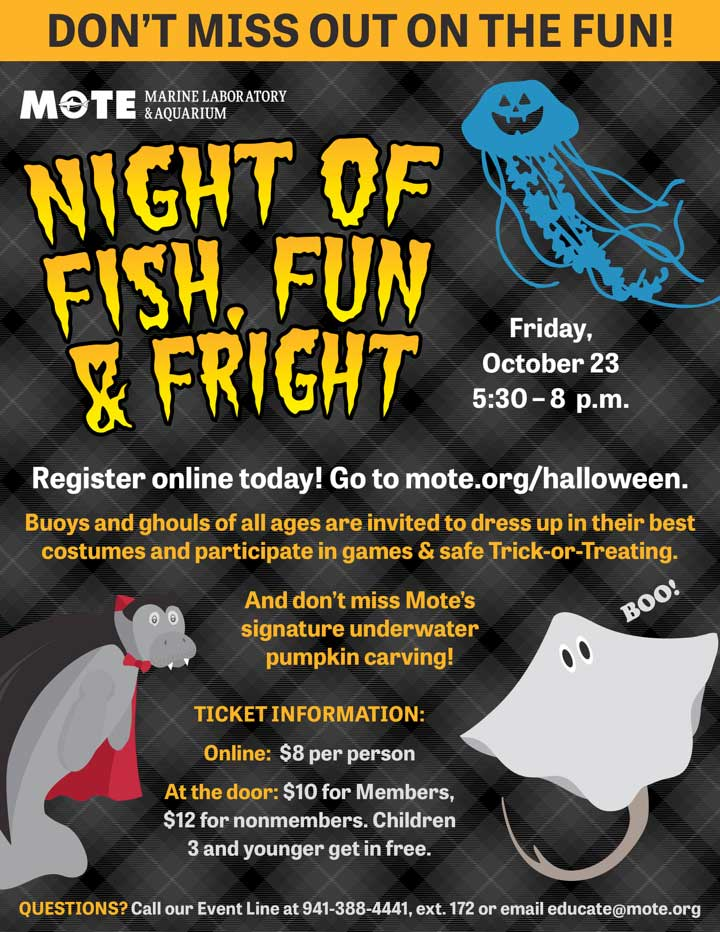 DON'T MISS OUT ON THE FUN!
MOTE MARINE LABORATORY
& AQUARIUM
NIGHT OF
FISH, FUN
& FRIGHT
Friday,
October 23
5:30 – 8 p.m.
Register online today! Go to mote.org/halloween.
Buoys and ghouls of all ages are invited to dress up in their best
costumes and participate in games & safe Trick-or-Treating.
And don't miss Mote's
signature underwater
pumpkin carving!
BOO!
TICKET INFORMATION:
Online: $8 per person
At the door: $10 for Members,
$12 for nonmembers. Children
3 and younger get in free.
QUESTIONS? Call our Event Line at 941-388-4441, ext. 172 or email educate@mote.org